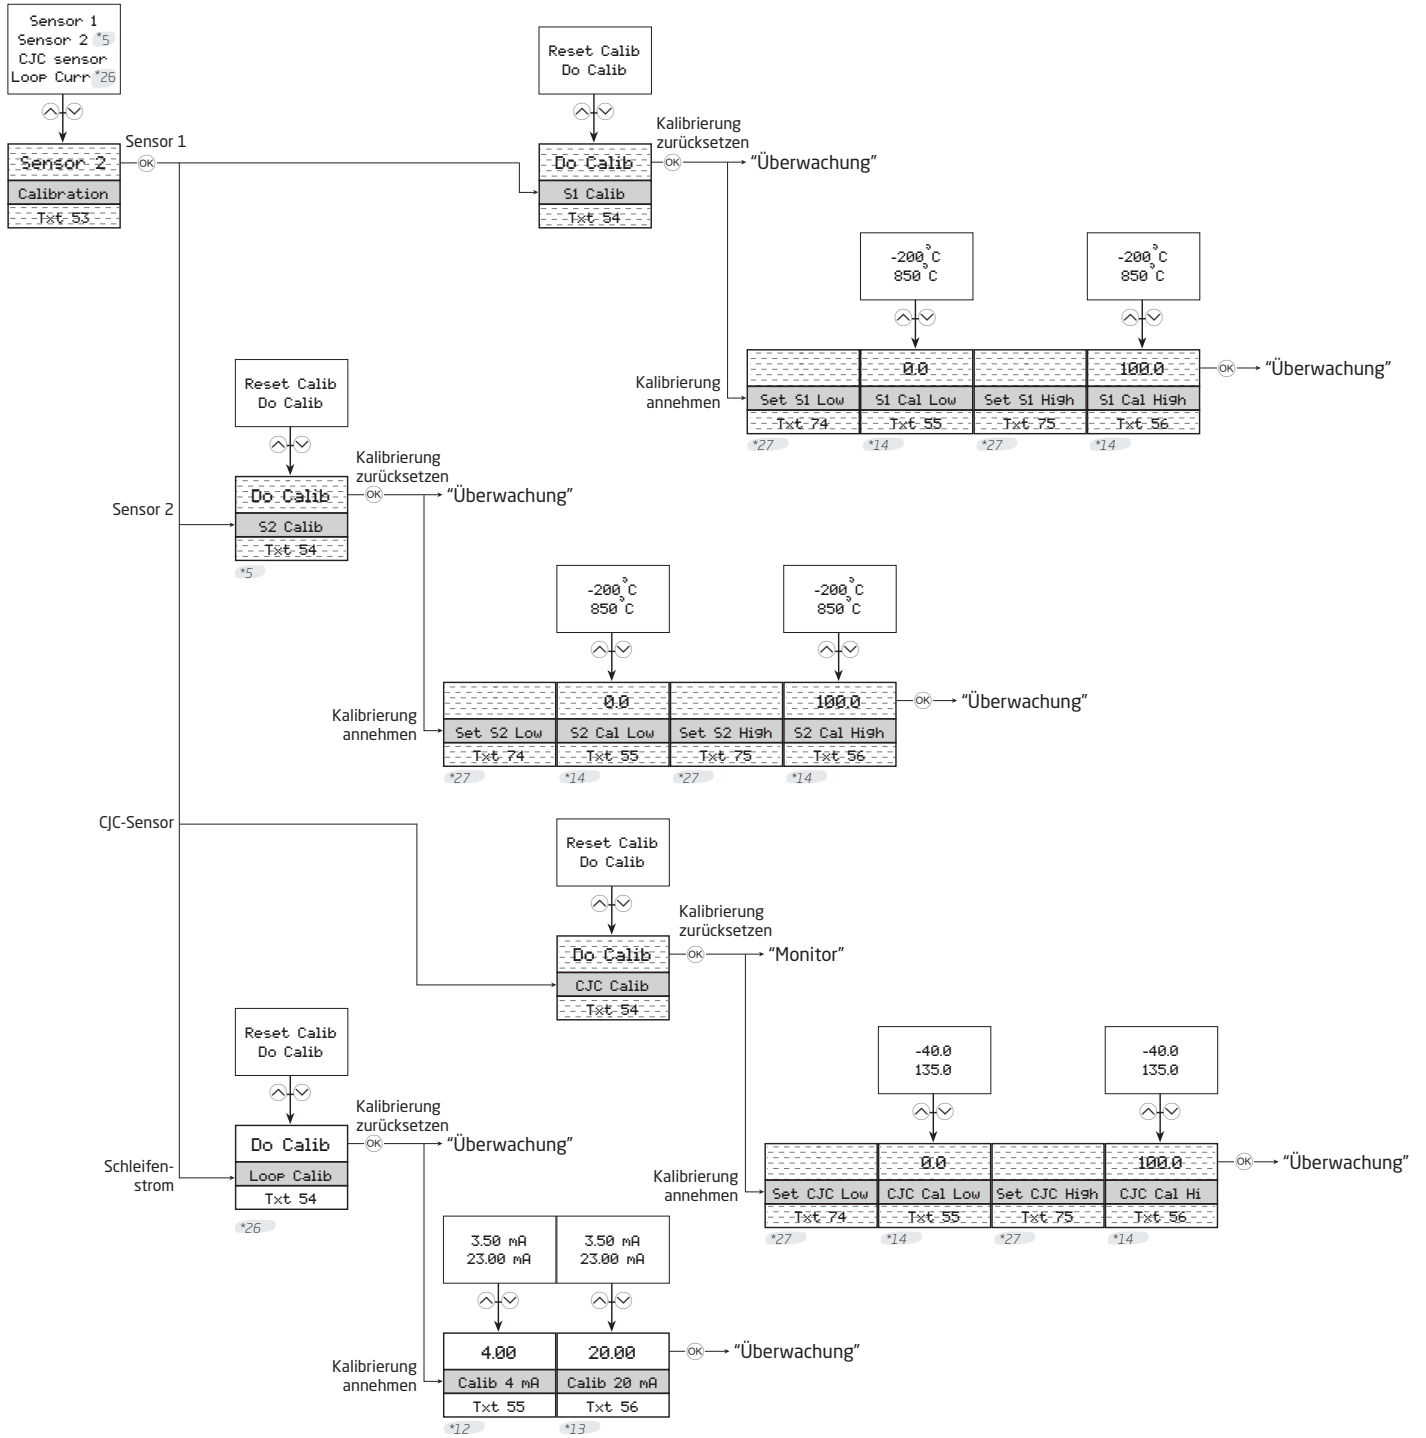 Sensor 1
Sensor 2 *5
CJC sensor
Loop Curr *26
Sensor 2
Calibration
Txt 53
OK
Sensor 1
Reset Calib
Do Calib
Do Calib
S1 Calib
Txt 54
Kalibrierung
zurücksetzen
OK
“Überwachung”
-200°C
850°C
-200°C
850°C
Kalibrierung
annehmen
0.0
100.0
Set S1 Low
S1 Cal Low
Set S1 High
S1 Cal High
Txt 74
Txt 55
Txt 75
Txt 56
*27
*14
*27
*14
OK
“Überwachung”
Sensor 2
Reset Calib
Do Calib
Do Calib
S2 Calib
Txt 54
*5
Kalibrierung
zurücksetzen
OK
“Überwachung”
-200°C
850°C
-200°C
850°C
Kalibrierung
annehmen
0.0
100.0
Set S2 Low
S2 Cal Low
Set S2 High
S2 Cal High
Txt 74
Txt 55
Txt 75
Txt 56
*27
*14
*27
*14
OK
“Überwachung”
CJC-Sensor
Reset Calib
Do Calib
Do Calib
CJC Calib
Txt 54
Kalibrierung
zurücksetzen
OK
“Monitor”
-40.0
135.0
-40.0
135.0
Kalibrierung
annehmen
0.0
100.0
Set CJC Low
CJC Cal Low
Set CJC High
CJC Cal Hi
Txt 74
Txt 55
Txt 75
Txt 56
*27
*14
*27
*14
OK
“Überwachung”
Schleifen-
strom
Reset Calib
Do Calib
Do Calib
Loop Calib
Txt 54
*26
Kalibrierung
zurücksetzen
OK
“Überwachung”
3.50 mA
23.00 mA
3.50 mA
23.00 mA
Kalibrierung
annehmen
4.00
20.00
Calib 4 mA
Calib 20 mA
Txt 55
Txt 56
*12
*13
OK
“Überwachung”